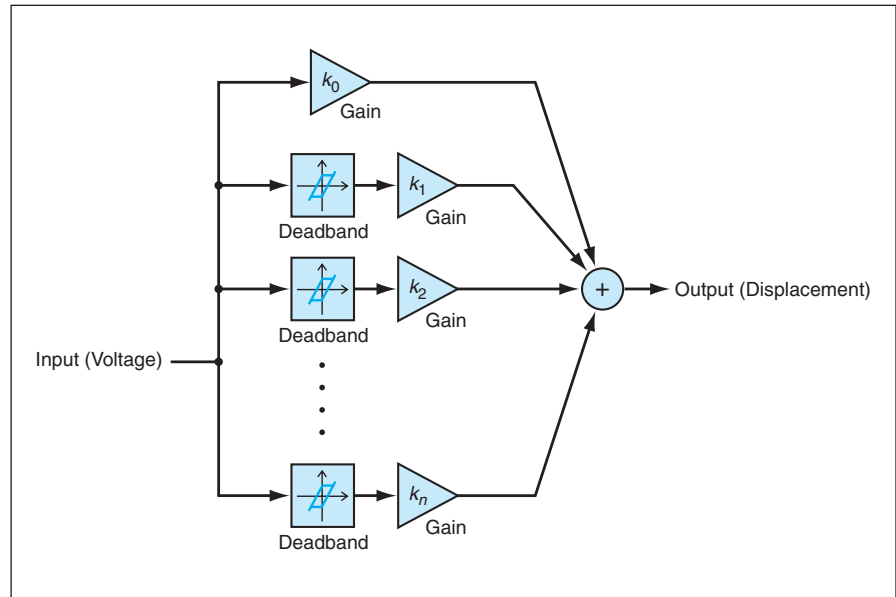 k0
Gain
k1
Deadband
Gain
k2
Deadband
Gain
+
Output (Displacement)
Input (Voltage)
kn
Deadband
Gain